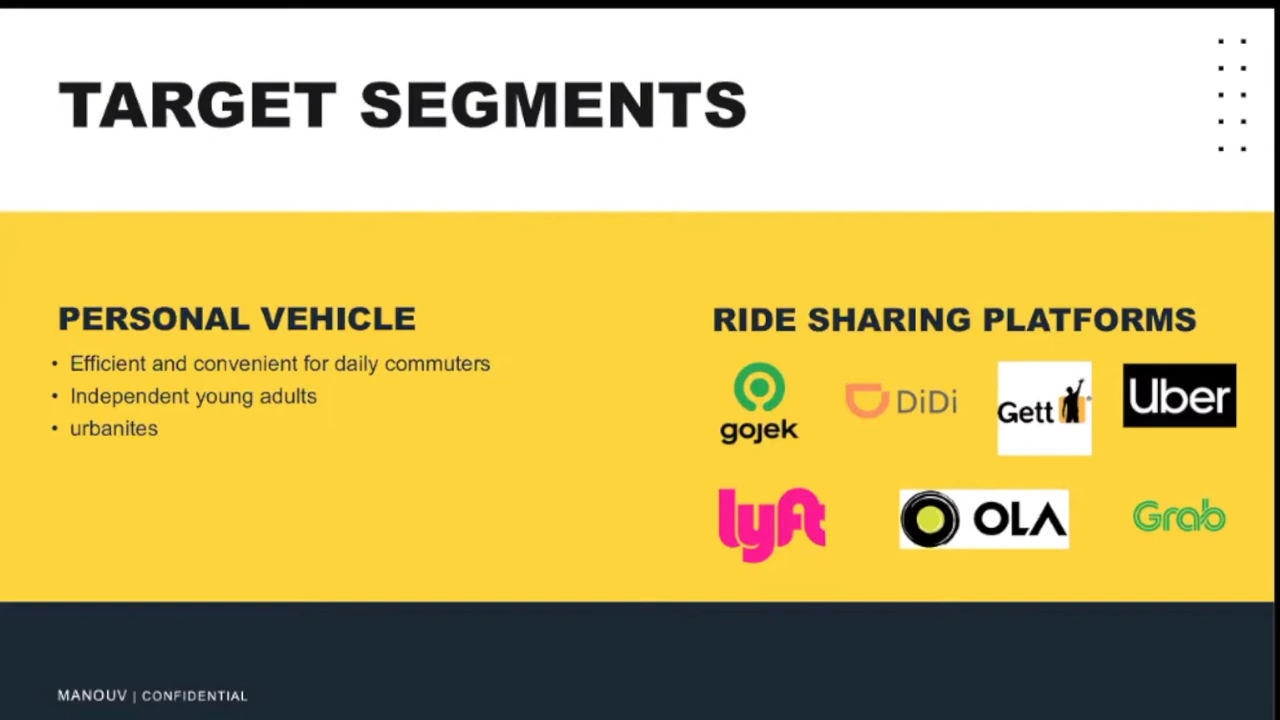 TARGET SEGMENTS
PERSONAL VEHICLE
• Efficient and convenient for daily commuters
• Independent young adults
• urbanites
RIDE SHARING PLATFORMS
gojek
DiDi
Gett
Uber
lyft
OLA
Grab
MANOUV | CONFIDENTIAL